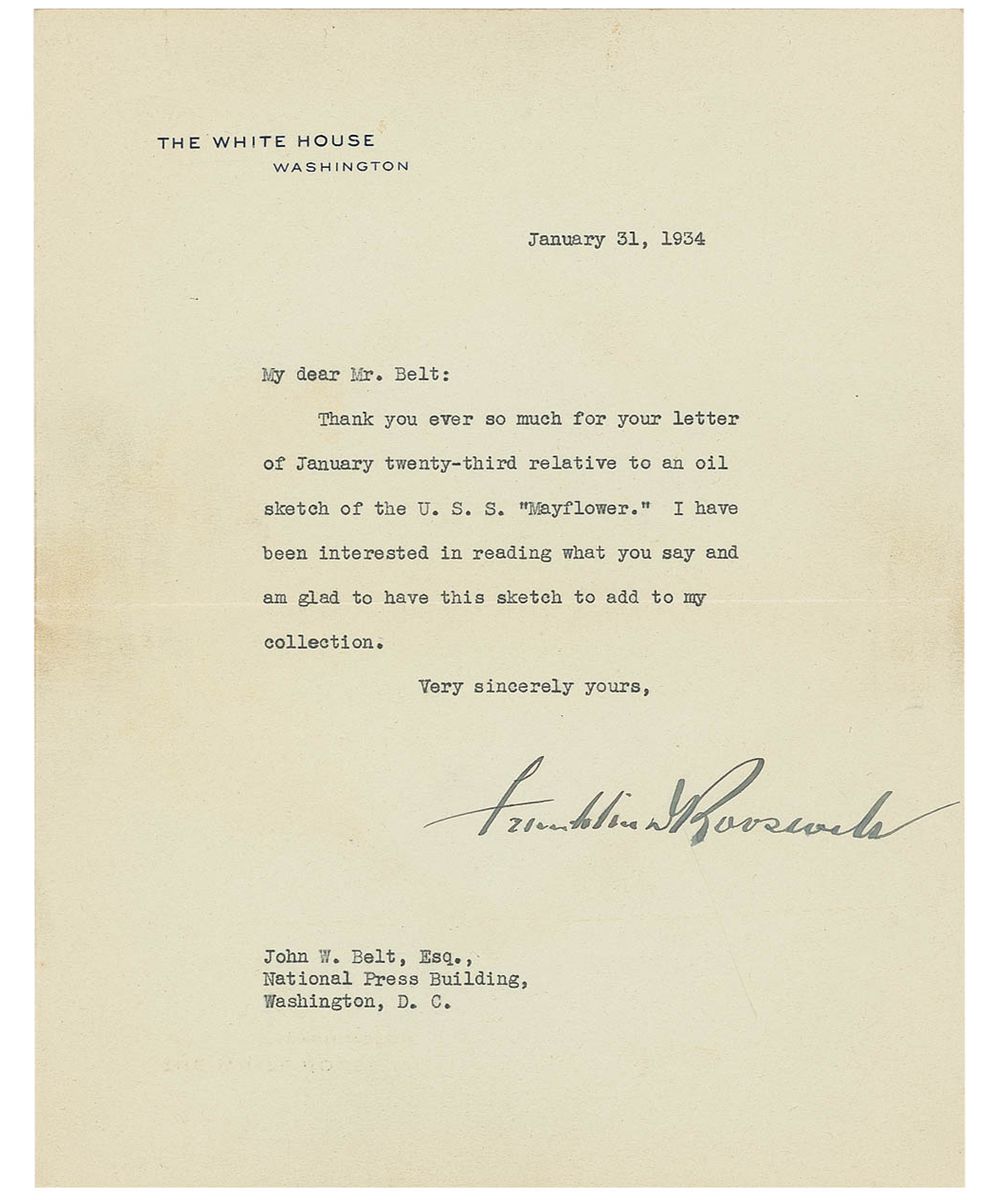 THE WHITE HOUSE
WASHINGTON
January 31, 1934
My dear Mr. Belt:
Thank you ever so much for your letter
of January twenty-third relative to an oil
sketch of the U. S. S. "Mayflower." I have
been interested in reading what you say and
am glad to have this sketch to add to my
collection.
Very sincerely yours,
Franklin D Roosevelt
John W. Belt, Esq.,
National Press Building,
Washington, D. C.